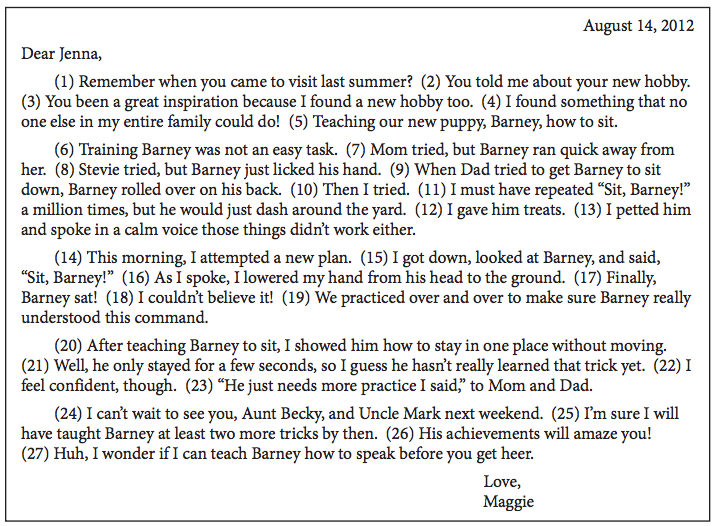 August 14, 2012
Dear Jenna,
(1) Remember when you came to visit last summer? (2) You told me about your new hobby.
(3) You been a great inspiration because I found a new hobby too. (4) I found something that no
one else in my entire family could do! (5) Teaching our new puppy, Barney, how to sit.
(6) Training Barney was not an easy task. (7) Mom tried, but Barney ran quick away from
her. (8) Stevie tried, but Barney just licked his hand. (9) When Dad tried to get Barney to sit
down, Barney rolled over on his back. (10) Then I tried. (11) I must have repeated “Sit, Barney!”
a million times, but he would just dash around the yard. (12) I gave him treats. (13) I petted him
and spoke in a calm voice those things didn’t work either.
(14) This morning, I attempted a new plan. (15) I got down, looked at Barney, and said,
“Sit, Barney!” (16) As I spoke, I lowered my hand from his head to the ground. (17) Finally,
Barney sat! (18) I couldn’t believe it! (19) We practiced over and over to make sure Barney really
understood this command.
(20) After teaching Barney to sit, I showed him how to stay in one place without moving.
(21) Well, he only stayed for a few seconds, so I guess he hasn’t really learned that trick yet. (22) I
feel confident, though. (23) “He just needs more practice I said,” to Mom and Dad.
(24) I can’t wait to see you, Aunt Becky, and Uncle Mark next weekend. (25) I’m sure I will
have taught Barney at least two more tricks by then. (26) His achievements will amaze you!
(27) Huh, I wonder if I can teach Barney how to speak before you get heer.
Love,
Maggie